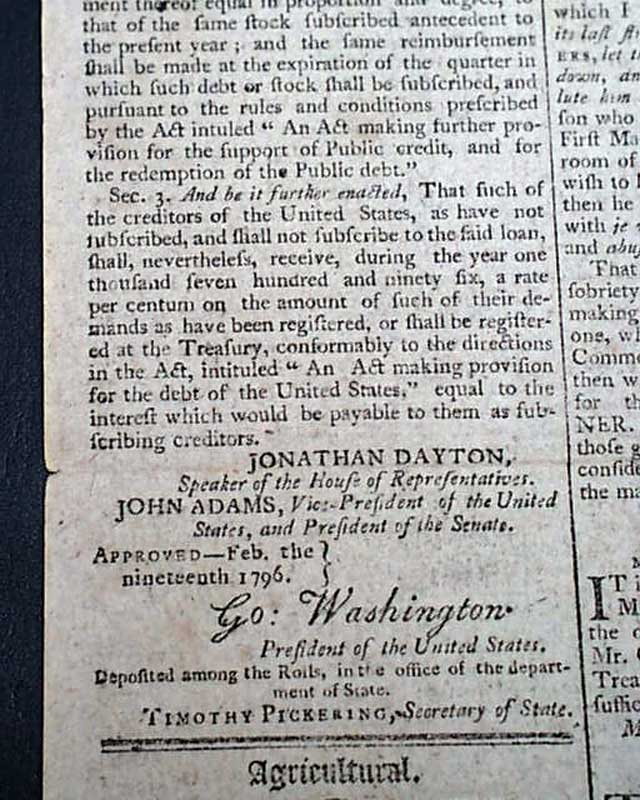 ment thereof equal in proportion and degree, to
that of the ſame ſtock ſubſcribed antecedent to
the preſent year ; and the ſame reimburſement
ſhall be made at the expiration of the quarter in
which ſuch debt or ſtock ſhall be ſubſcribed, and
purſuant to the rules and conditions preſcribed
by the Act intuled “ An Act making further pro-
viſion for the ſupport of Public credit, and for
the redemption of the Public debt.”
Sec. 3. And be it further enacted, That ſuch of
the creditors of the United States, as have not
ſubſcribed, and ſhall not ſubſcribe to the ſaid loan,
ſhall, nevertheleſs, receive, during the year one
thouſand ſeven hundred and ninety ſix, a rate
per centum on the amount of ſuch of their de-
mands as have been regiſtered, or ſhall be regiſter-
ed at the Treaſury, conformably to the directions
in the Act, intituled “ An Act making proviſion
for the debt of the United States,” equal to the
intereſt which would be payable to them as ſub-
ſcribing creditors.
JONATHAN DAYTON,
Speaker of the Houſe of Repreſentatives.
JOHN ADAMS, Vice-Preſident of the United
States, and Preſident of the Senate.
APPROVED—Feb. the }
nineteenth 1796.
Go: Washington
Preſident of the United States.
Depoſited among the Rolls, in the office of the depart-
ment of State.
TIMOTHY PICKERING, Secretary of State.
Agricultural.
which I
its laſt
ERS, let
down, an
lute him
ſon who
Firſt Ma
room of
wiſh to
then he
with je
and abuſ
That
ſobriety
making
one, wi
Comme
then w
for th
NER.
thoſe g
confide
the ma
IT i
M
the
Mr.
Trea
ſuffic
M